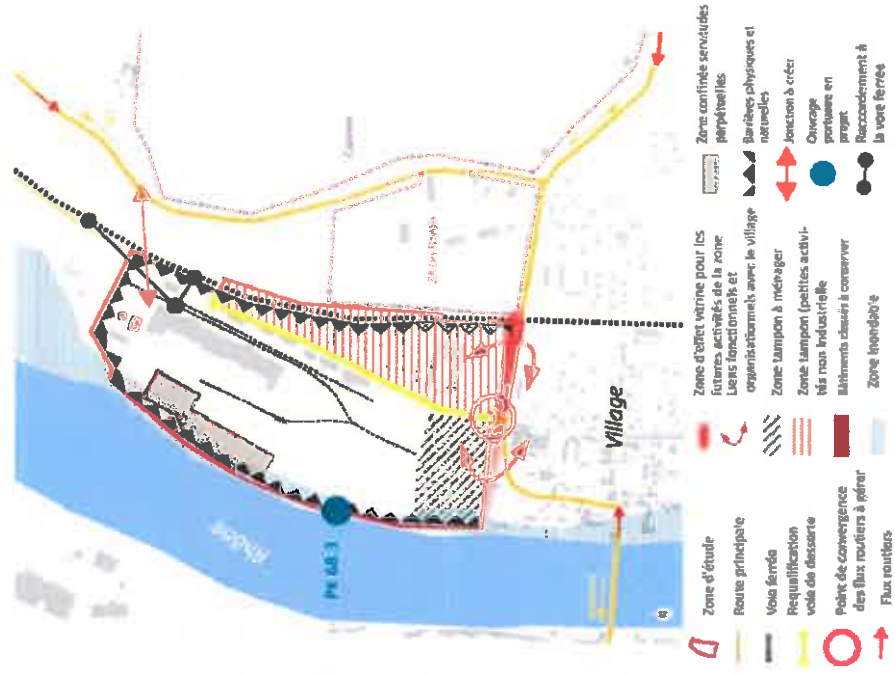 Rhône
PK 68.3
Village
Zone d'étude
Route principale
Voie ferrée
Requalification
voie de desserte
Point de convergence
des flux routiers à gérer
Flux routiers
Zone d'effet vitrine pour les
futures activités de la zone
Liens fonctionnels et
organisationnels avec le village
Zone tampon à ménager
Zone tampon (petites activi-
tés non industrielle
Bâtiments classés à conserver
Zone inondable
Zone confinée servitudes
perpétuelles
Barrières physiques et
naturelles
Jonction à créer
Ouvrage
portuaire en
projet
Raccordement à
la voie ferrée